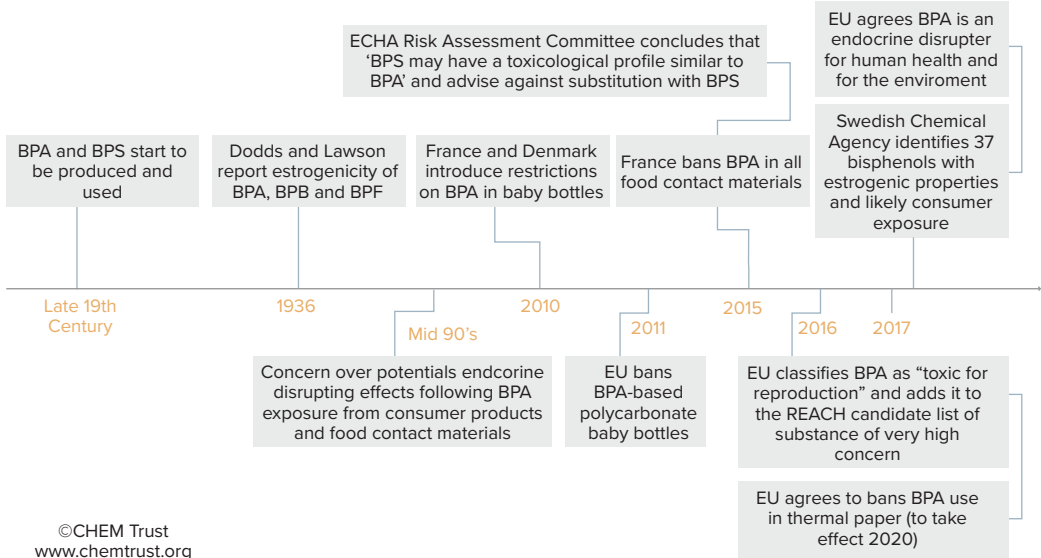 ECHA Risk Assessment Committee concludes that
‘BPS may have a toxicological profile similar to
BPA’ and advise against substitution with BPS
EU agrees BPA is an
endocrine disrupter
for human health and
for the enviroment
BPA and BPS start to
be produced and
used
Dodds and Lawson
report estrogenicity of
BPA, BPB and BPF
France and Denmark
introduce restrictions
on BPA in baby bottles
France bans BPA in all
food contact materials
Swedish Chemical
Agency identifies 37
bisphenols with
estrogenic properties
and likely consumer
exposure
Late 19th
Century
1936
Mid 90’s
2010
2011
2015
2016
2017
Concern over potentials endcorine
disrupting effects following BPA
exposure from consumer products
and food contact materials
EU bans
BPA-based
polycarbonate
baby bottles
EU classifies BPA as “toxic for
reproduction” and adds it to
the REACH candidate list of
substance of very high
concern
EU agrees to bans BPA use
in thermal paper (to take
effect 2020)
©CHEM Trust
www.chemtrust.org